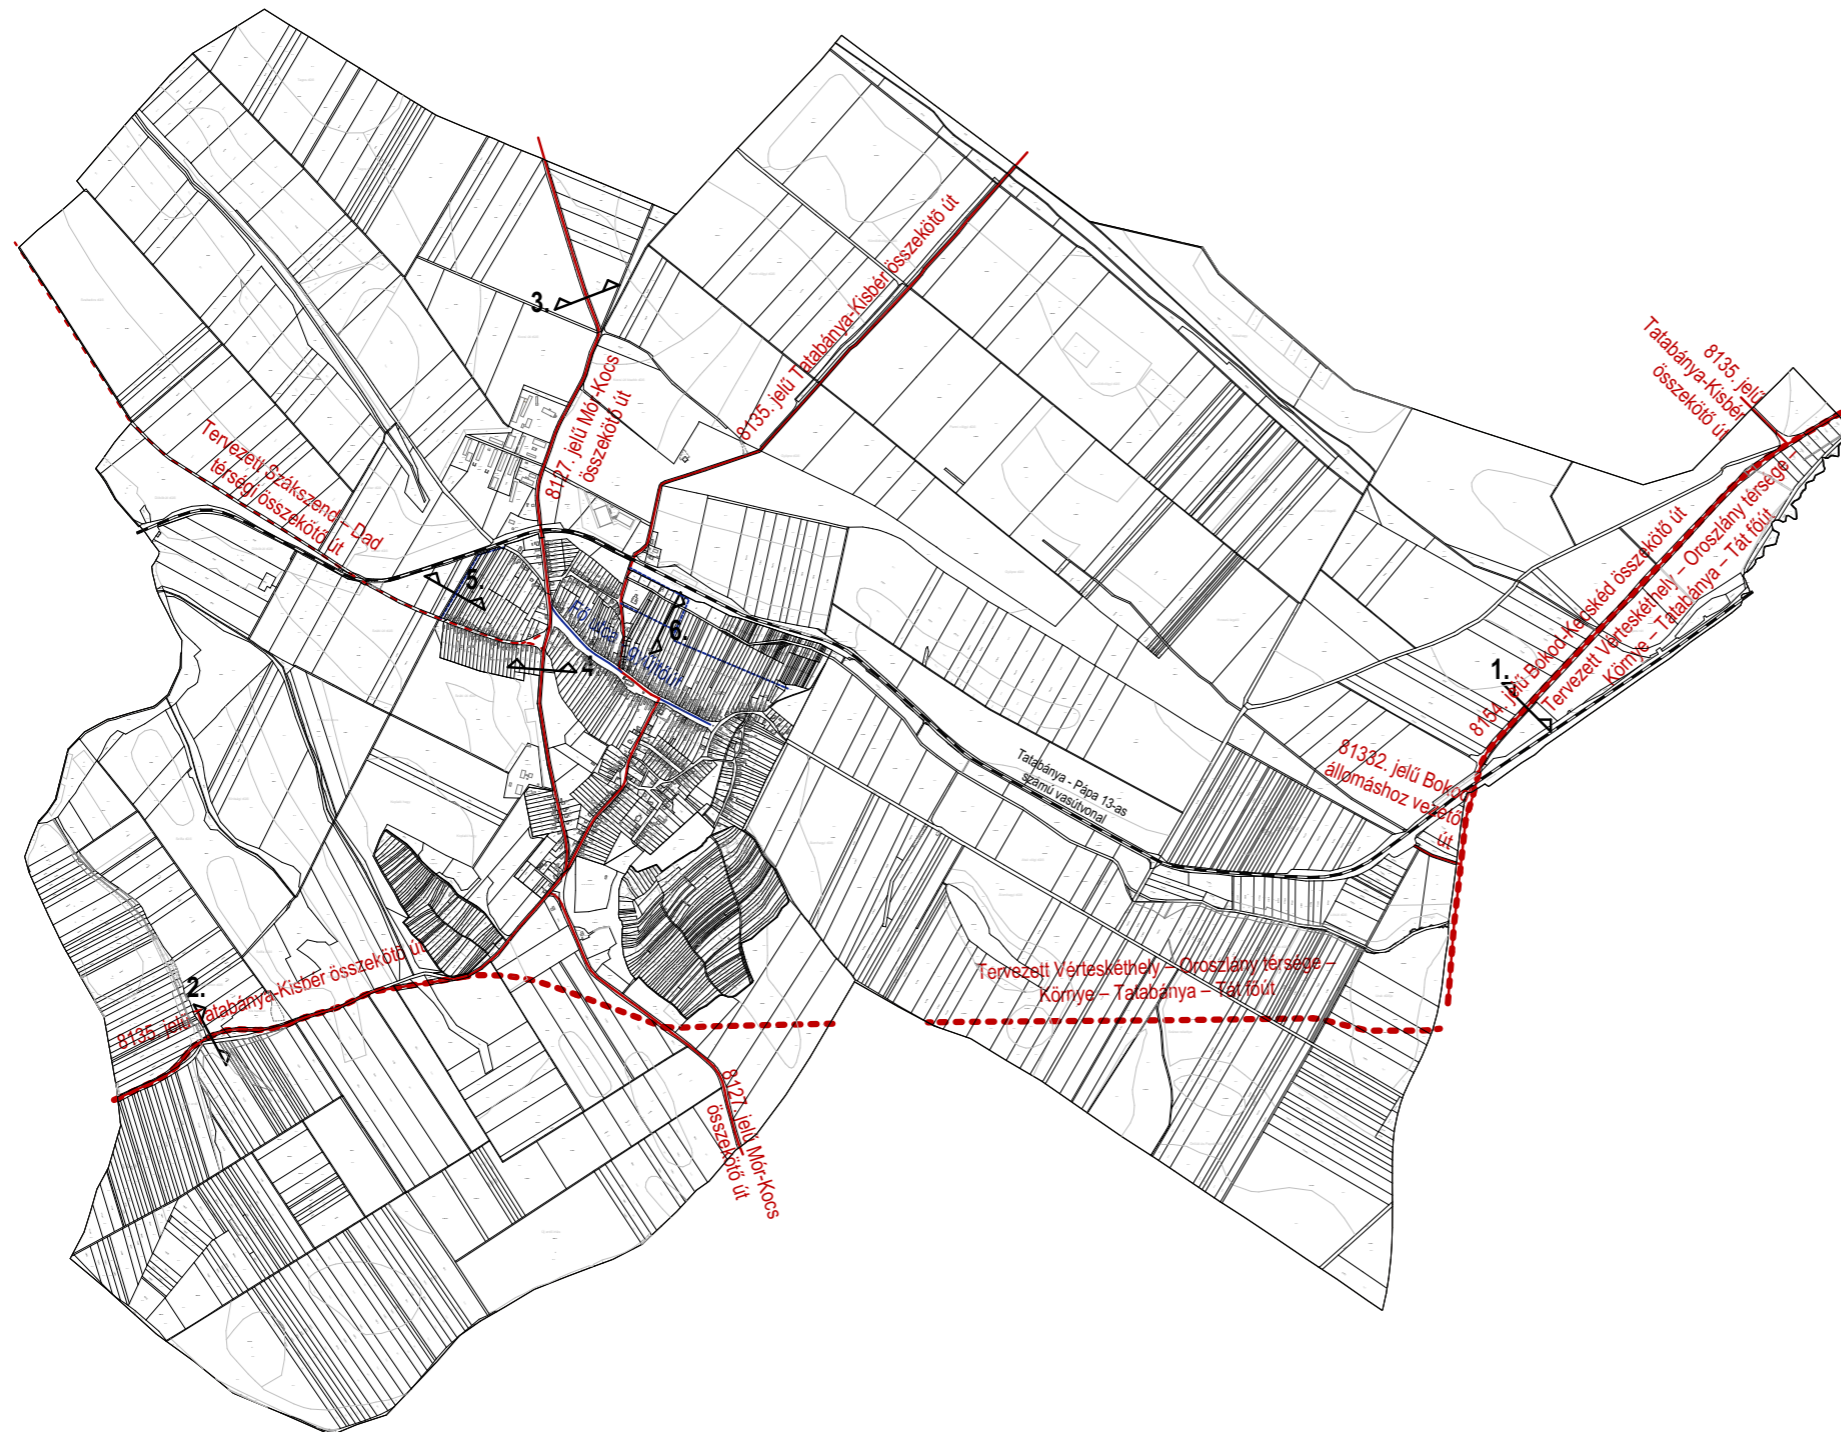 3.
8135. jelű Tatabánya-Kisbér összekötő út
8127. jelű Mór-Kocs
összekötő út
8135. jelű
Tatabánya-Kisbér
összekötő út
Tervezett Szákszend – Dad
térségi összekötő út
5.
6.
4.
Fő utca gyűjtőút
8154. jelű Bokod-Kecskéd összekötő út
Tervezett Vérteskéthely – Oroszlány térsége –
Környe – Tatabánya – Tát főút
1.
Tatabánya - Pápa 13-as
számú vasútvonal
81332. jelű Bokod
állomáshoz vezető
út
2.
8135. jelű Tatabánya-Kisbér összekötő út
Tervezett Vérteskéthely – Oroszlány térsége –
Környe – Tatabánya – Tát főút
8127. jelű Mór-Kocs
összekötő út